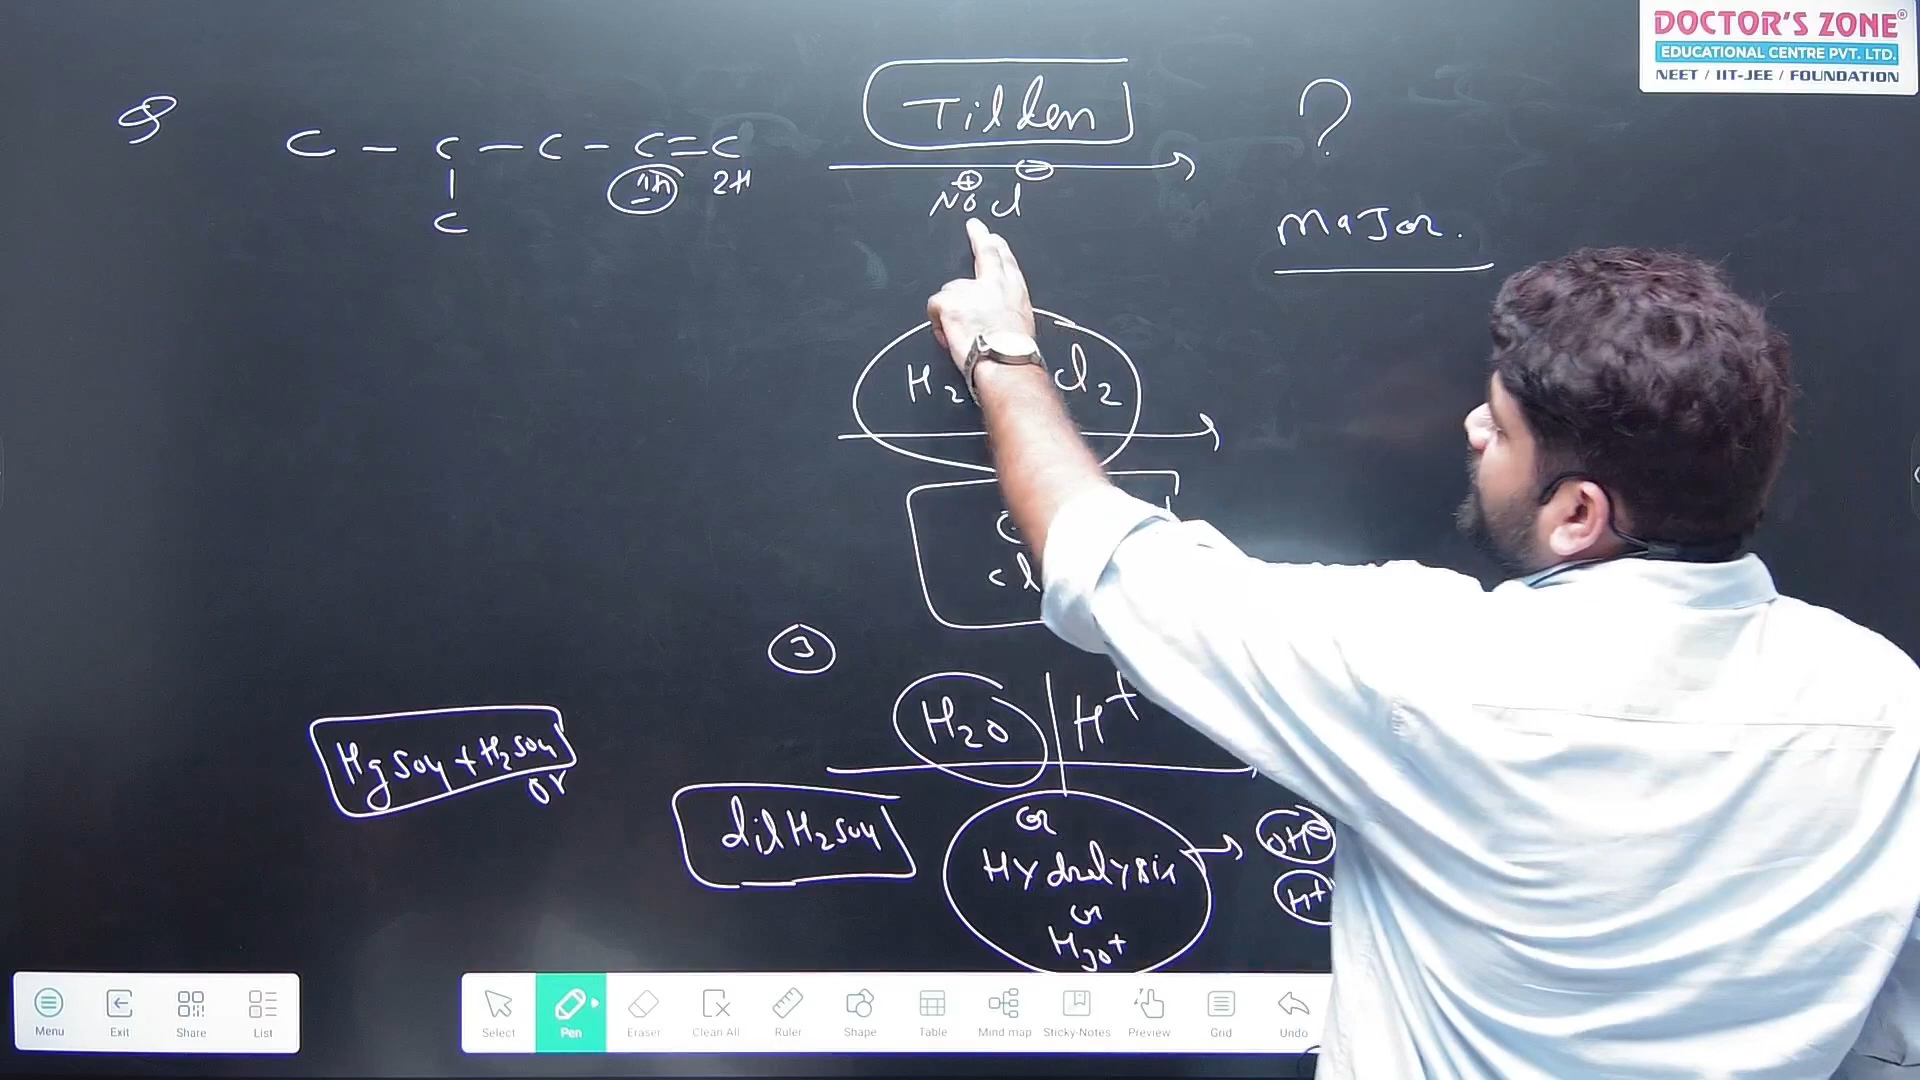 DOCTOR'S ZONE®
EDUCATIONAL CENTRE PVT. LTD.
NEET / IIT-JEE / FOUNDATION
Q
C - C - C - C = C
1H 2H
C
Tilden
NOCl
⊕ ⊖
?
Major.
H2 Cl2
Cl
3
H2O | H+
HgSO4 + H2SO4
or
dil H2SO4
or
Hydrolysis
or
H3O+
OH⊖
H+
Menu
Exit
Share
List
Select
Pen
Eraser
Clean All
Ruler
Shape
Table
Mind map
Sticky-Notes
Preview
Grid
Undo